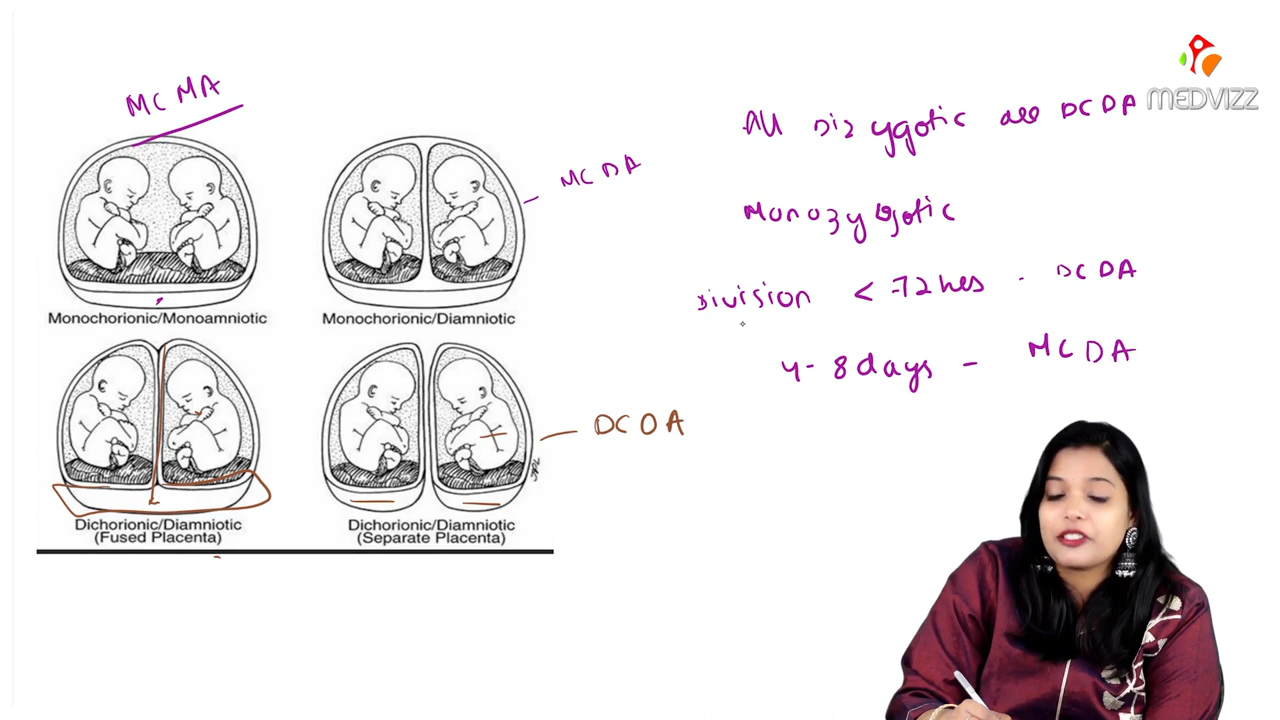 MCMA
MEDVIZZ
All Dizygotic are DCDA
MCDA
Monozygotic
Division < 72 hrs - DCDA
Monochorionic/Monoamniotic
Monochorionic/Diamniotic
4-8 days - MCDA
DCDA
Dichorionic/Diamniotic
(Fused Placenta)
Dichorionic/Diamniotic
(Separate Placenta)